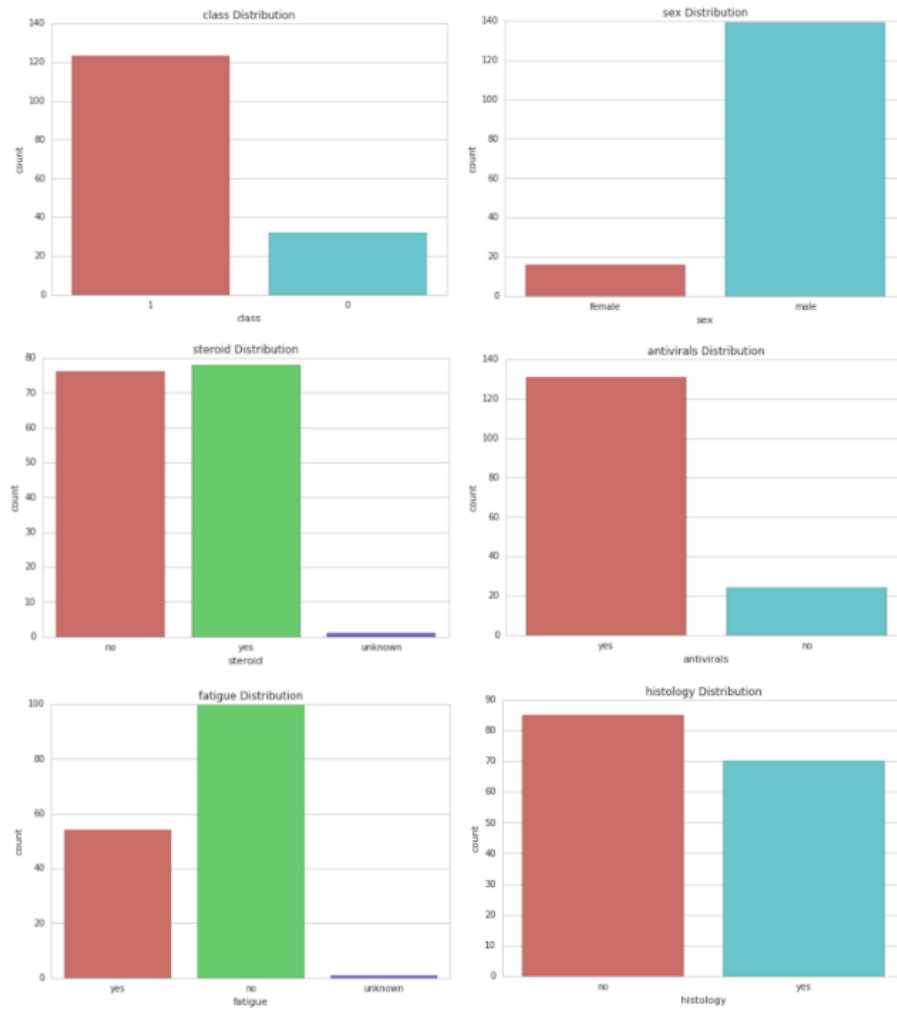 class Distribution
140
120
100
80
60
40
20
0
count
1 0
class
sex Distribution
140
120
100
80
60
40
20
0
count
female male
sex
steroid Distribution
80
70
60
50
40
30
20
10
0
count
no yes unknown
steroid
antivirals Distribution
140
120
100
80
60
40
20
0
count
yes no
antivirals
fatigue Distribution
100
80
60
40
20
0
count
yes no unknown
fatigue
histology Distribution
90
80
70
60
50
40
30
20
10
0
count
no yes
histology